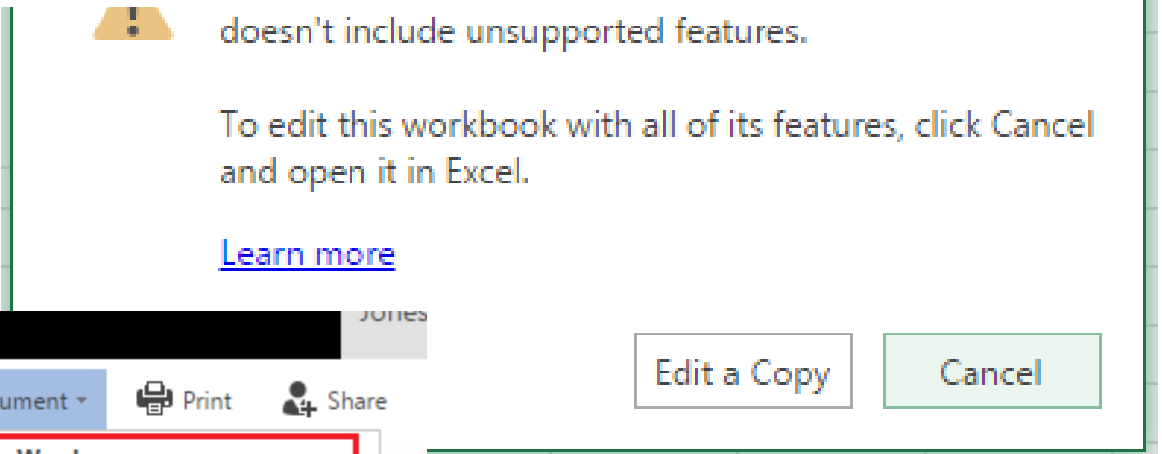 doesn't include unsupported features.
To edit this workbook with all of its features, click Cancel
and open it in Excel.
Learn more
Edit a Copy
Cancel
Print
Share